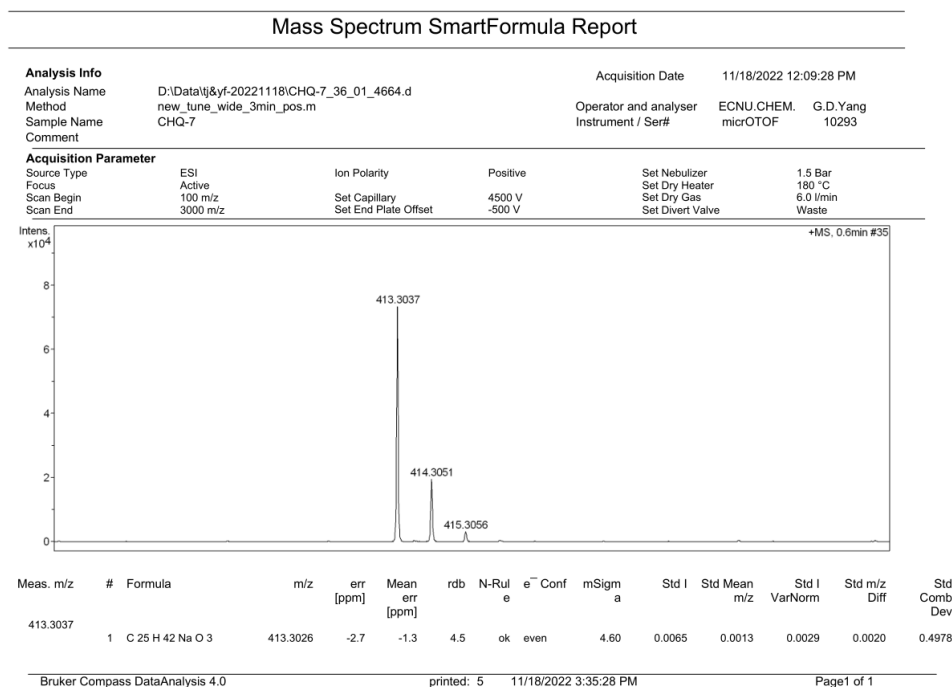 Mass Spectrum SmartFormula Report
Analysis Info
Acquisition Date 11/18/2022 12:09:28 PM
Analysis Name D:\Data\tj&yf-20221118\CHQ-7_36_01_4664.d
Method new_tune_wide_3min_pos.m Operator and analyser ECNU.CHEM. G.D.Yang
Sample Name CHQ-7 Instrument / Ser# micrOTOF 10293
Comment
Acquisition Parameter
Source Type ESI Ion Polarity Positive Set Nebulizer 1.5 Bar
Focus Active Set Dry Heater 180 °C
Scan Begin 100 m/z Set Capillary 4500 V Set Dry Gas 6.0 l/min
Scan End 3000 m/z Set End Plate Offset -500 V Set Divert Valve Waste
Intens.
x10⁴
+MS, 0.6min #35
8
413.3037
6
4
2
414.3051
415.3056
0
Meas. m/z # Formula m/z err Mean rdb N-Rul e⁻ Conf mSigm Std I Std Mean Std I Std m/z Std
[ppm] err e a m/z VarNorm Diff Comb
[ppm] Dev
413.3037
1 C 25 H 42 Na O 3 413.3026 -2.7 -1.3 4.5 ok even 4.60 0.0065 0.0013 0.0029 0.0020 0.4978
Bruker Compass DataAnalysis 4.0 printed: 5 11/18/2022 3:35:28 PM Page1 of 1